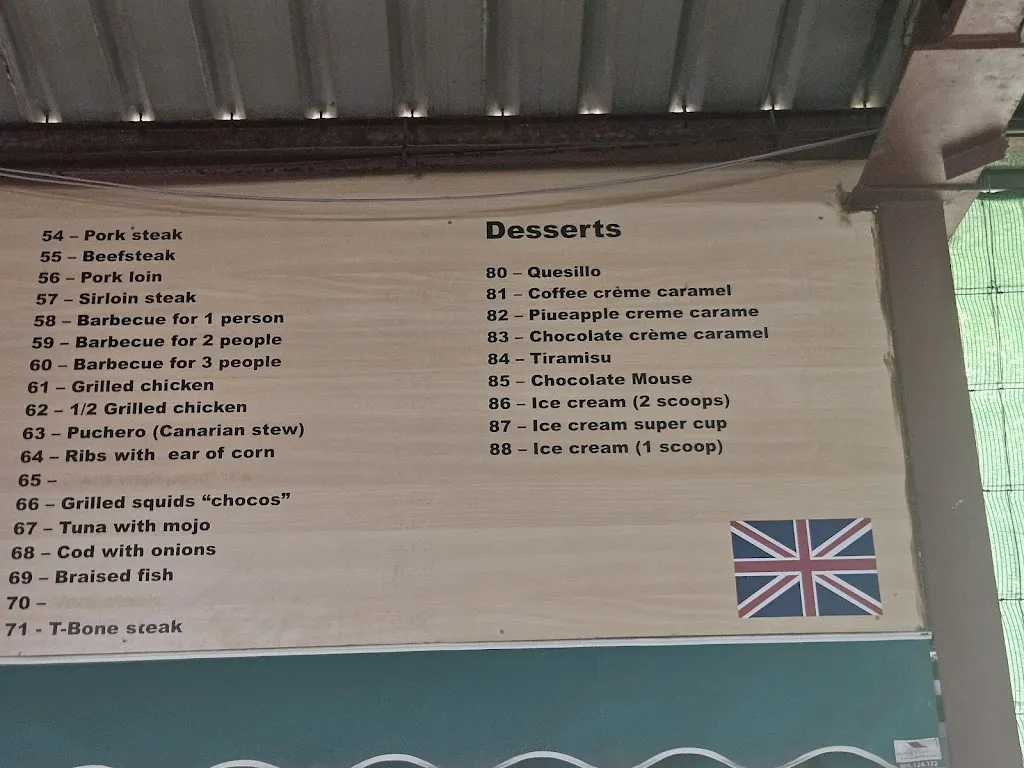 54 – Pork steak
55 – Beefsteak
56 – Pork loin
57 – Sirloin steak
58 – Barbecue for 1 person
59 – Barbecue for 2 people
60 – Barbecue for 3 people
61 – Grilled chicken
62 – 1/2 Grilled chicken
63 – Puchero (Canarian stew)
64 – Ribs with ear of corn
65 –
66 – Grilled squids “chocos”
67 – Tuna with mojo
68 – Cod with onions
69 – Braised fish
70 –
71 - T-Bone steak
Desserts
80 – Quesillo
81 – Coffee crème caramel
82 – Piueapple creme carame
83 – Chocolate crème caramel
84 – Tiramisu
85 – Chocolate Mouse
86 – Ice cream (2 scoops)
87 – Ice cream super cup
88 – Ice cream (1 scoop)